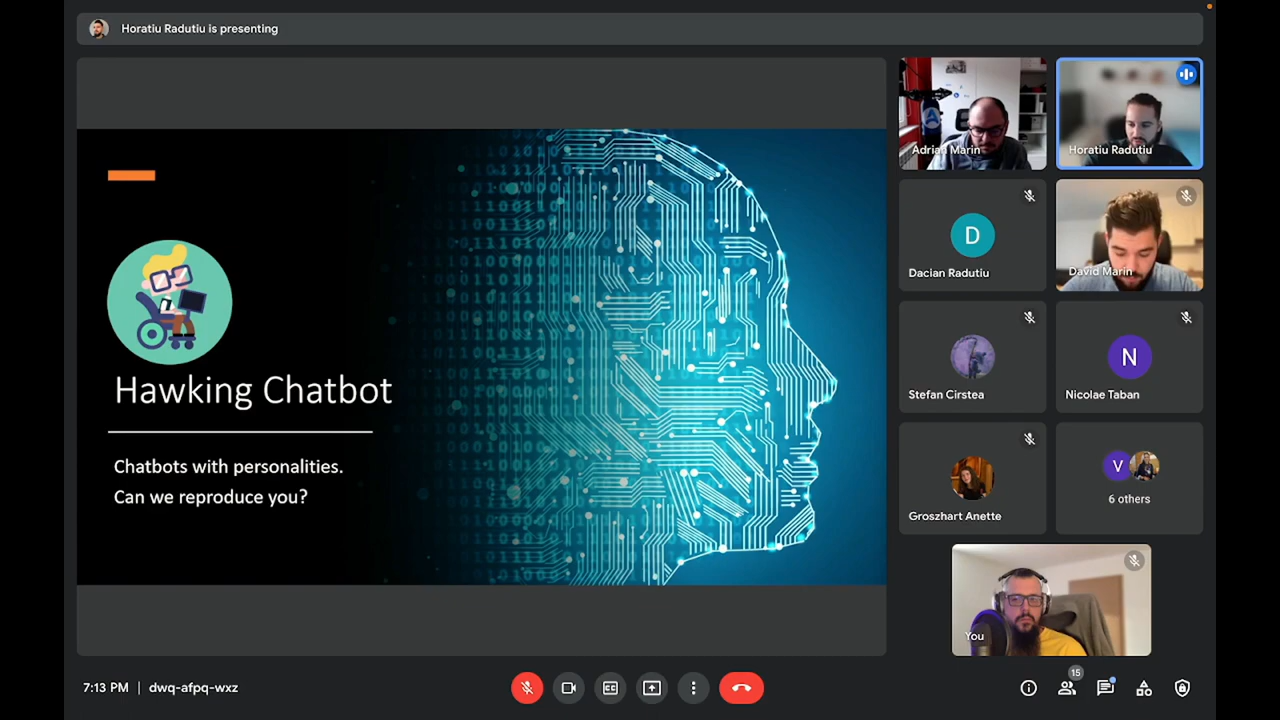 Horatiu Radutiu is presenting
Hawking Chatbot
Chatbots with personalities.
Can we reproduce you?
Adrian Marin
Horatiu Radutiu
D
Dacian Radutiu
David Marin
Stefan Cirstea
N
Nicolae Taban
Groszhart Anette
V
6 others
You
7:13 PM | dwq-afpq-wxz
15